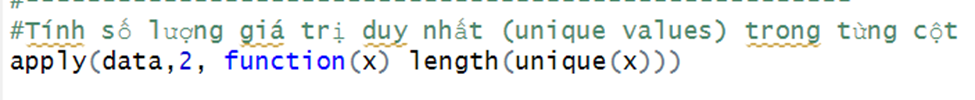 #Tính số lượng giá trị duy nhất (unique values) trong từng cột
apply(data,2, function(x) length(unique(x)))